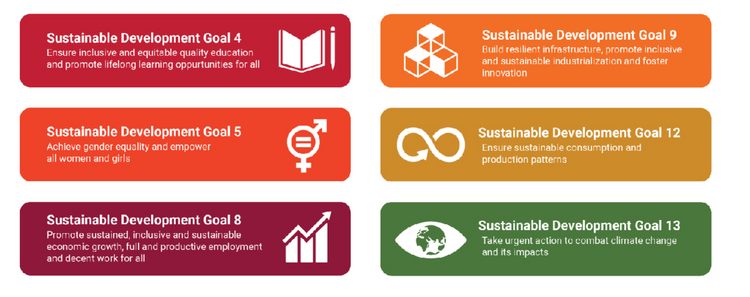 Sustainable Development Goal 4
Ensure inclusive and equitable quality education
and promote lifelong learning opportunities for all
Sustainable Development Goal 5
Achieve gender equality and empower
all women and girls
Sustainable Development Goal 8
Promote sustained, inclusive and sustainable
economic growth, full and productive employment
and decent work for all
Sustainable Development Goal 9
Build resilient infrastructure, promote inclusive
and sustainable industrialization and foster
innovation
Sustainable Development Goal 12
Ensure sustainable consumption and
production patterns
Sustainable Development Goal 13
Take urgent action to combat climate change
and its impacts